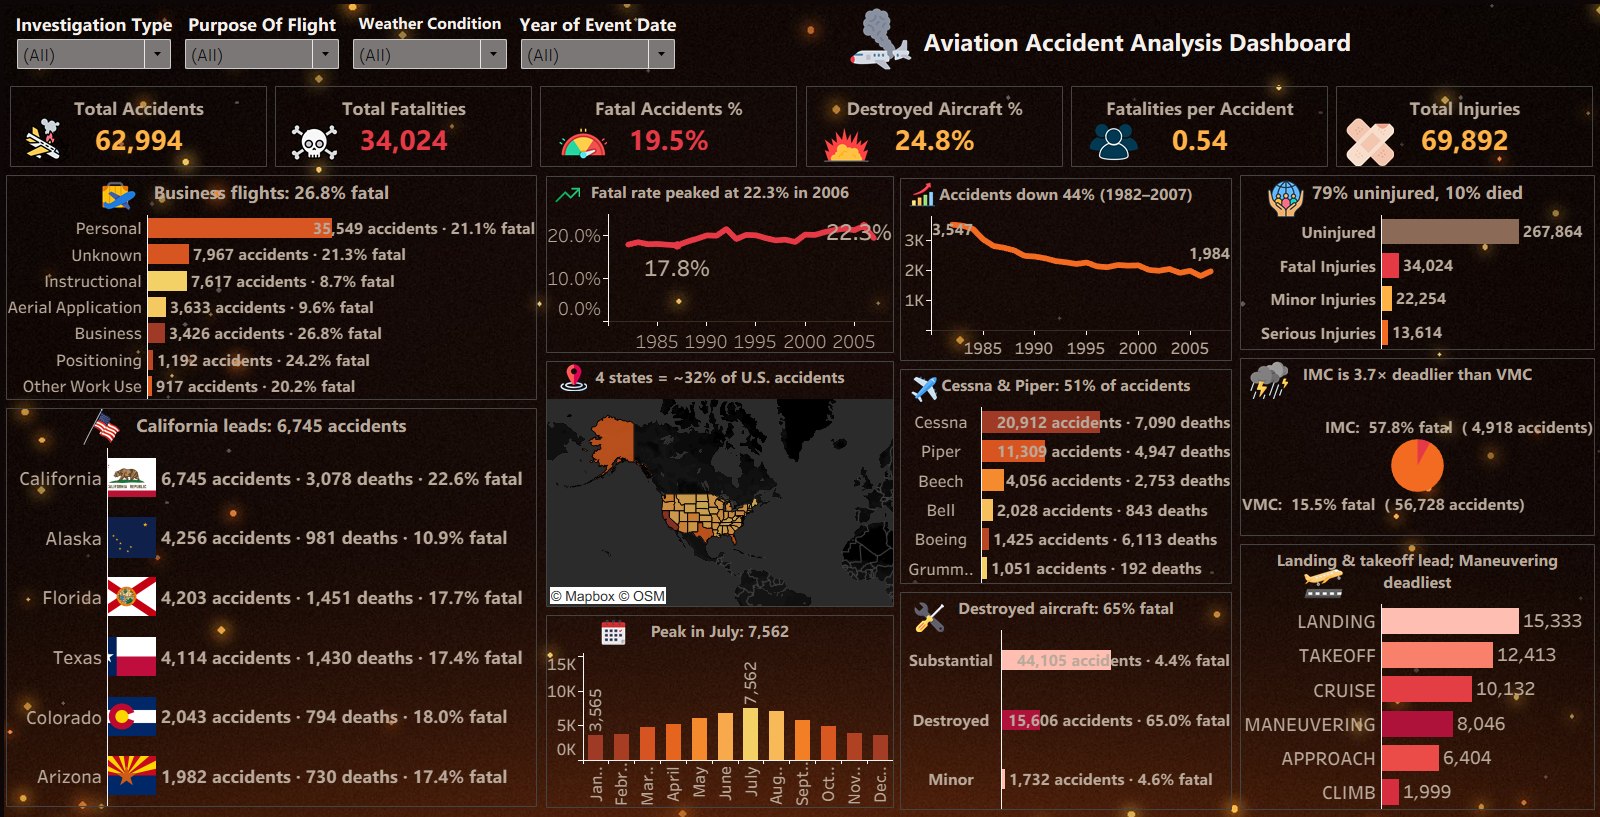 Investigation Type
(All)
Purpose Of Flight
(All)
Weather Condition
(All)
Year of Event Date
(All)
Aviation Accident Analysis Dashboard
Total Accidents
62,994
Total Fatalities
34,024
Fatal Accidents %
19.5%
Destroyed Aircraft %
24.8%
Fatalities per Accident
0.54
Total Injuries
69,892
Business flights: 26.8% fatal
Personal 35,549 accidents · 21.1% fatal
Unknown 7,967 accidents · 21.3% fatal
Instructional 7,617 accidents · 8.7% fatal
Aerial Application 3,633 accidents · 9.6% fatal
Business 3,426 accidents · 26.8% fatal
Positioning 1,192 accidents · 24.2% fatal
Other Work Use 917 accidents · 20.2% fatal
California leads: 6,745 accidents
California 6,745 accidents · 3,078 deaths · 22.6% fatal
Alaska 4,256 accidents · 981 deaths · 10.9% fatal
Florida 4,203 accidents · 1,451 deaths · 17.7% fatal
Texas 4,114 accidents · 1,430 deaths · 17.4% fatal
Colorado 2,043 accidents · 794 deaths · 18.0% fatal
Arizona 1,982 accidents · 730 deaths · 17.4% fatal
Fatal rate peaked at 22.3% in 2006
20.0%
10.0%
0.0%
22.3%
17.8%
1985 1990 1995 2000 2005
4 states = ~32% of U.S. accidents
© Mapbox © OSM
Peak in July: 7,562
15K
10K
5K
0K
3,565
7,562
Jan..
Febr..
Mar..
April
May
June
July
Aug..
Sept..
Oct..
Nov..
Dec..
Accidents down 44% (1982–2007)
3K
2K
1K
3,547
1,984
1985 1990 1995 2000 2005
Cessna & Piper: 51% of accidents
Cessna 20,912 accidents · 7,090 deaths
Piper 11,309 accidents · 4,947 deaths
Beech 4,056 accidents · 2,753 deaths
Bell 2,028 accidents · 843 deaths
Boeing 1,425 accidents · 6,113 deaths
Grumm.. 1,051 accidents · 192 deaths
Destroyed aircraft: 65% fatal
Substantial 44,105 accidents · 4.4% fatal
Destroyed 15,606 accidents · 65.0% fatal
Minor 1,732 accidents · 4.6% fatal
79% uninjured, 10% died
Uninjured 267,864
Fatal Injuries 34,024
Minor Injuries 22,254
Serious Injuries 13,614
IMC is 3.7× deadlier than VMC
IMC: 57.8% fatal ( 4,918 accidents)
VMC: 15.5% fatal ( 56,728 accidents)
Landing & takeoff lead; Maneuvering
deadliest
LANDING 15,333
TAKEOFF 12,413
CRUISE 10,132
MANEUVERING 8,046
APPROACH 6,404
CLIMB 1,999